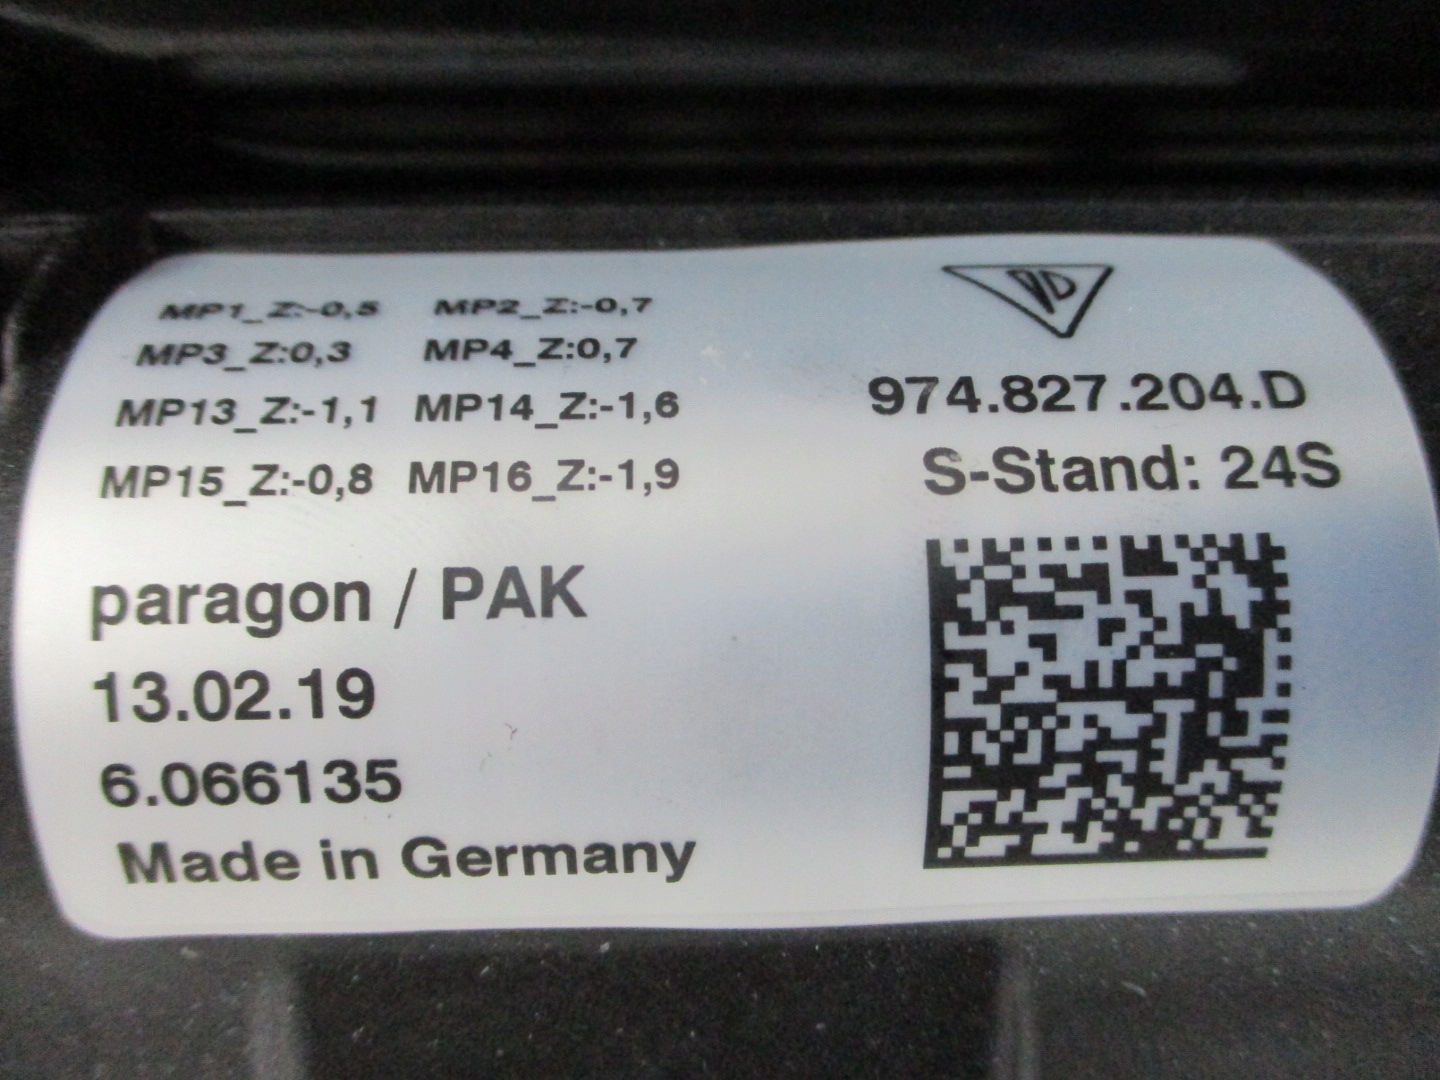 MP1_Z:-0,5 MP2_Z:-0,7
MP3_Z:0,3 MP4_Z:0,7
MP13_Z:-1,1 MP14_Z:-1,6
MP15_Z:-0,8 MP16_Z:-1,9
paragon / PAK
13.02.19
6.066135
Made in Germany
974.827.204.D
S-Stand: 24S